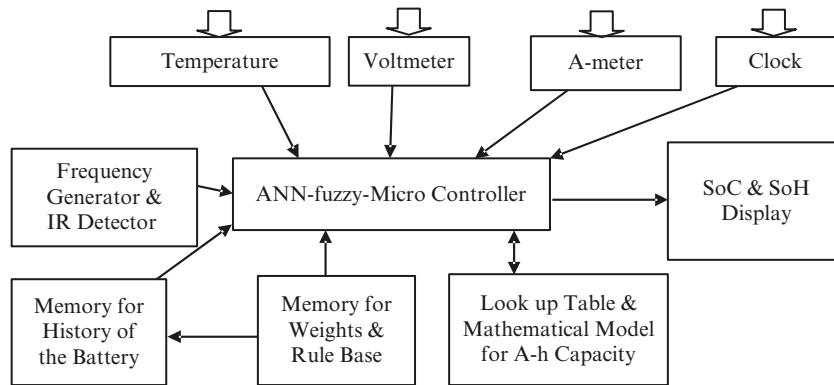 Temperature
Voltmeter
A-meter
Clock
Frequency
Generator &
IR Detector
ANN-fuzzy-Micro Controller
SoC & SoH
Display
Memory for
History of
the Battery
Memory for
Weights &
Rule Base
Look up Table &
Mathematical Model
for A-h Capacity